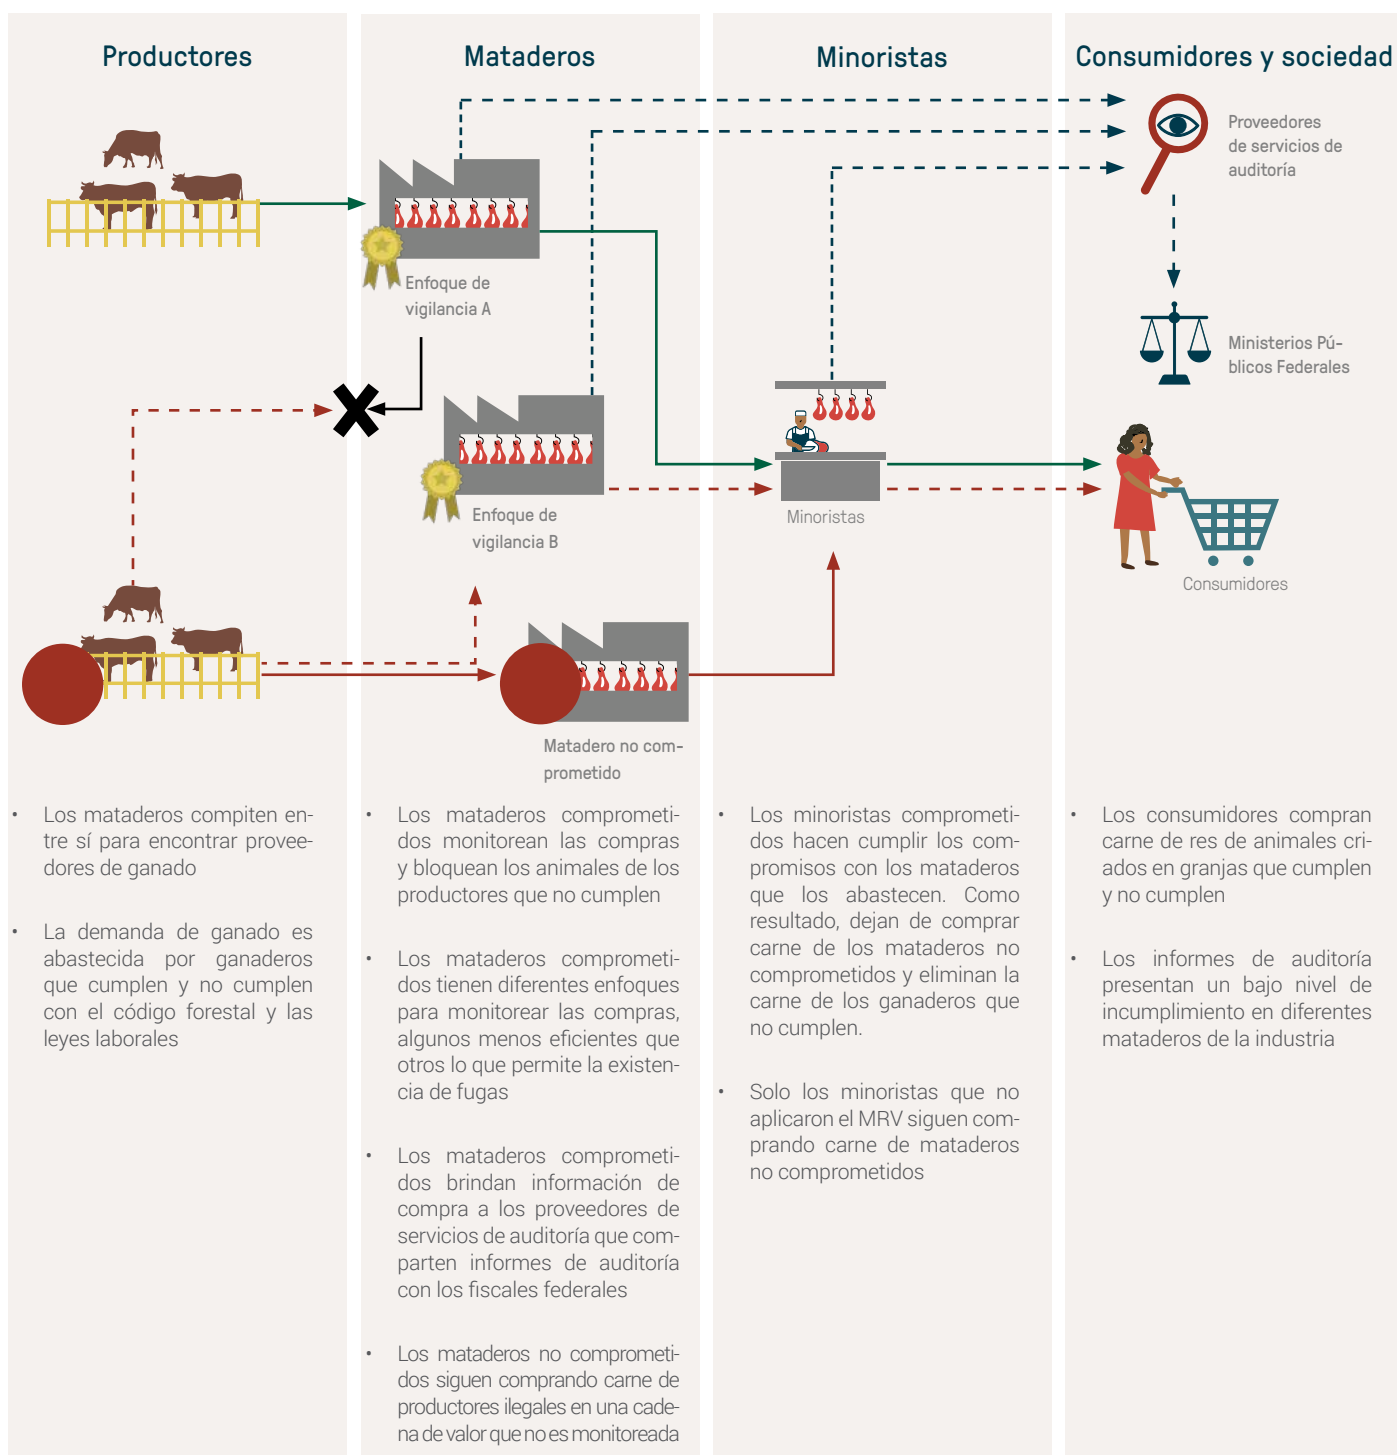 Productores
Mataderos
Minoristas
Consumidores y sociedad
Proveedores
de servicios de
auditoría
Enfoque de
vigilancia A
Ministerios Pú-
blicos Federales
Enfoque de
vigilancia B
Minoristas
Consumidores
Matadero no com-
prometido
• Los mataderos compiten en-
tre sí para encontrar provee-
dores de ganado
• La demanda de ganado es
abastecida por ganaderos
que cumplen y no cumplen
con el código forestal y las
leyes laborales
• Los mataderos comprometi-
dos monitorean las compras
y bloquean los animales de los
productores que no cumplen
• Los mataderos comprometi-
dos tienen diferentes enfoques
para monitorear las compras,
algunos menos eficientes que
otros lo que permite la existen-
cia de fugas
• Los mataderos comprometi-
dos brindan información de
compra a los proveedores de
servicios de auditoría que com-
parten informes de auditoría
con los fiscales federales
• Los mataderos no comprometi-
dos siguen comprando carne de
productores ilegales en una cade-
na de valor que no es monitoreada
• Los minoristas comprometi-
dos hacen cumplir los com-
promisos con los mataderos
que los abastecen. Como
resultado, dejan de comprar
carne de los mataderos no
comprometidos y eliminan la
carne de los ganaderos que
no cumplen.
• Solo los minoristas que no
aplicaron el MRV siguen com-
prando carne de mataderos
no comprometidos
• Los consumidores compran
carne de res de animales cri-
ados en granjas que cumplen
y no cumplen
• Los informes de auditoría
presentan un bajo nivel de
incumplimiento en diferentes
mataderos de la industria